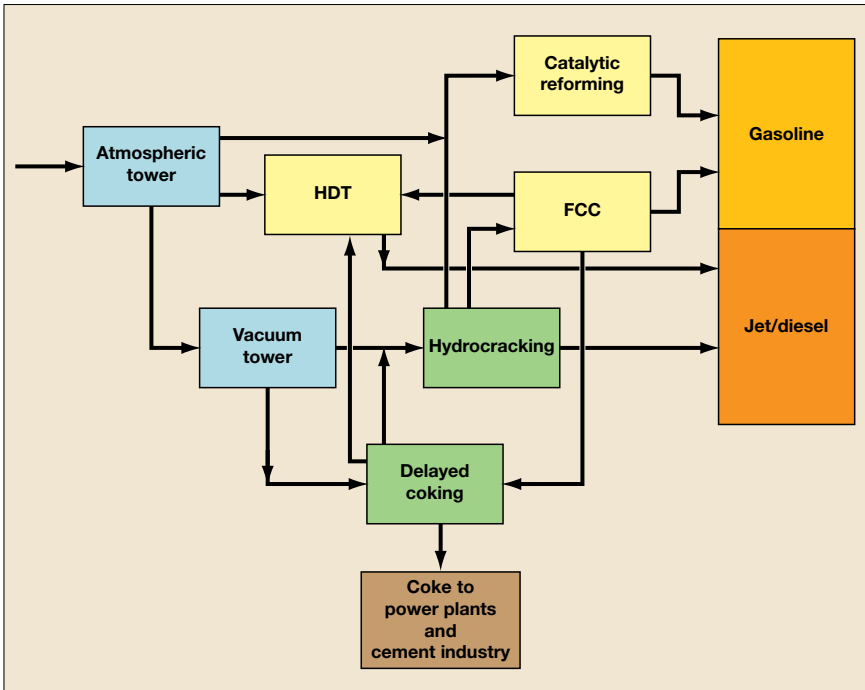 Catalytic
reforming
Gasoline
Atmospheric
tower
HDT
FCC
Jet/diesel
Vacuum
tower
Hydrocracking
Delayed
coking
Coke to
power plants
and
cement industry